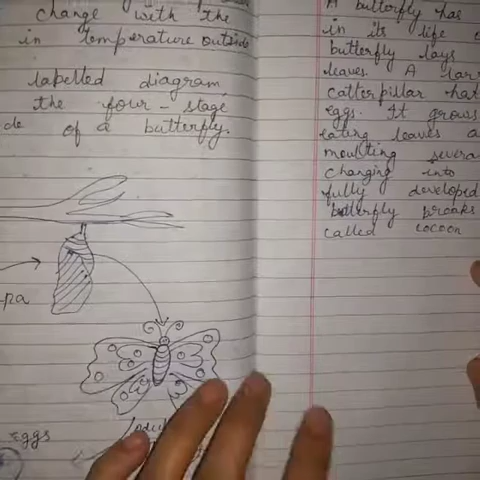 change with the
in temperature outside
labelled diagram,
the four - stage
of a butterfly.
pa
eggs
A butterfly has
in its life
butterfly lays
leaves. A lar
catterpillar hat
eggs. It grows
eating leaves a
moulting severa
changing into
fully developed
butterfly breaks
called cocoon